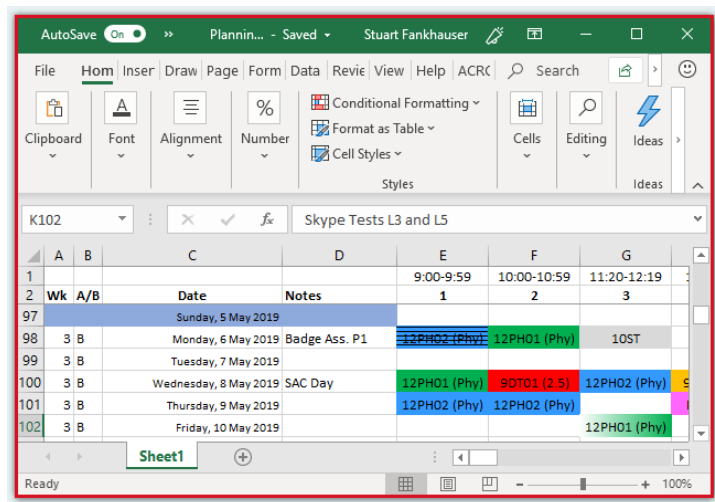 AutoSave On Plannin... - Saved Stuart Fankhauser
File Hom Inser Draw Page Form Data Revie View Help ACRC Search
Clipboard Font Alignment Number Conditional Formatting Format as Table Cell Styles Cells Editing Ideas
Styles Ideas
K102 fx Skype Tests L3 and L5
A B C D E F G
1 9:00-9:59 10:00-10:59 11:20-12:19
2 Wk A/B Date Notes 1 2 3
97 Sunday, 5 May 2019
98 3 B Monday, 6 May 2019 Badge Ass. P1 12PH02 (Phy) 12PH01 (Phy) 10ST
99 3 B Tuesday, 7 May 2019
100 3 B Wednesday, 8 May 2019 SAC Day 12PH01 (Phy) 9DT01 (2.5) 12PH02 (Phy) 9
101 3 B Thursday, 9 May 2019 12PH02 (Phy) 12PH02 (Phy)
102 3 B Friday, 10 May 2019 12PH01 (Phy)
Sheet1
Ready 100%